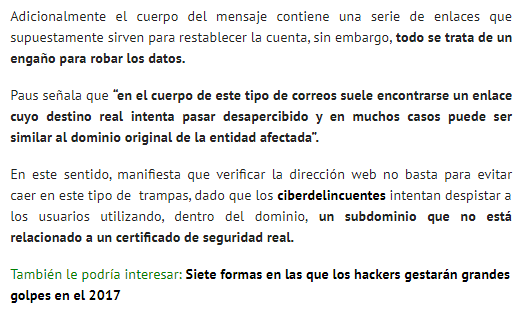 Adicionalmente el cuerpo del mensaje contiene una serie de enlaces que
supuestamente sirven para restablecer la cuenta, sin embargo, todo se trata de un
engaño para robar los datos.
Paus señala que “en el cuerpo de este tipo de correos suele encontrarse un enlace
cuyo destino real intenta pasar desapercibido y en muchos casos puede ser
similar al dominio original de la entidad afectada”.
En este sentido, manifiesta que verificar la dirección web no basta para evitar
caer en este tipo de trampas, dado que los ciberdelincuentes intentan despistar a
los usuarios utilizando, dentro del dominio, un subdominio que no está
relacionado a un certificado de seguridad real.
También le podría interesar: Siete formas en las que los hackers gestarán grandes
golpes en el 2017